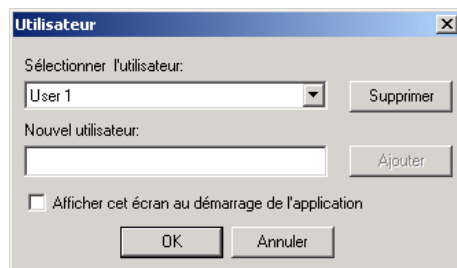 Utilisateur
Sélectionner l'utilisateur:
User 1
Supprimer
Nouvel utilisateur:
Ajouter
Afficher cet écran au démarrage de l'application
OK
Annuler